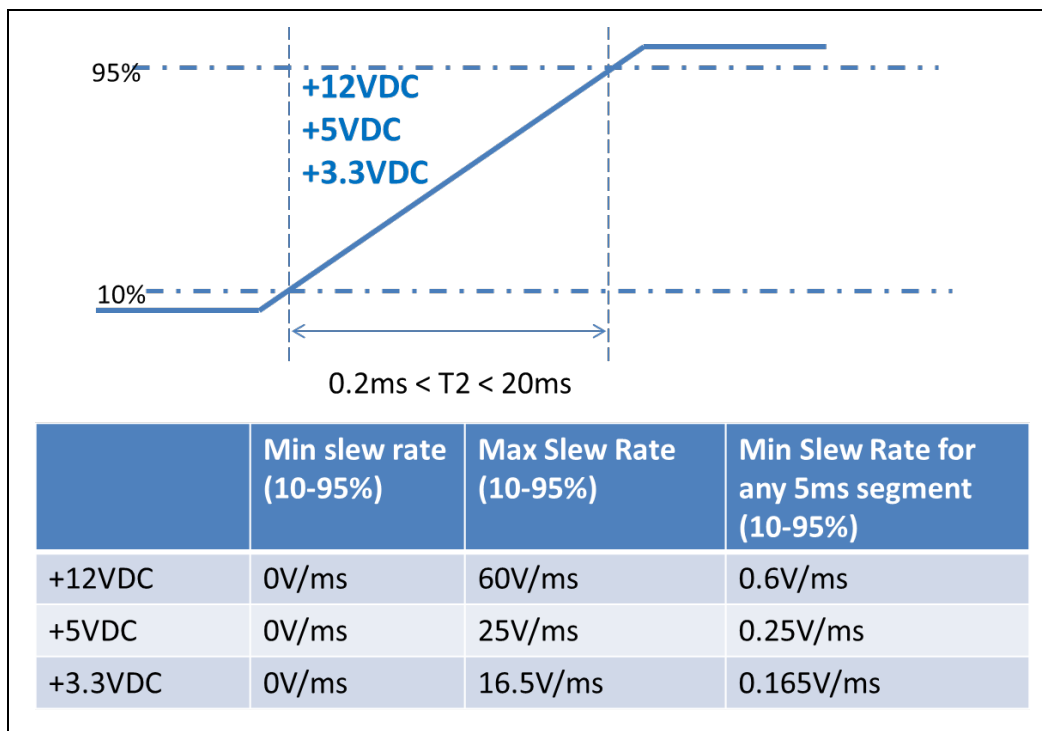 95%
+12VDC
+5VDC
+3.3VDC
10%
0.2ms < T2 < 20ms
Min slew rate (10-95%)
Max Slew Rate (10-95%)
Min Slew Rate for any 5ms segment (10-95%)
+12VDC 0V/ms 60V/ms 0.6V/ms
+5VDC 0V/ms 25V/ms 0.25V/ms
+3.3VDC 0V/ms 16.5V/ms 0.165V/ms